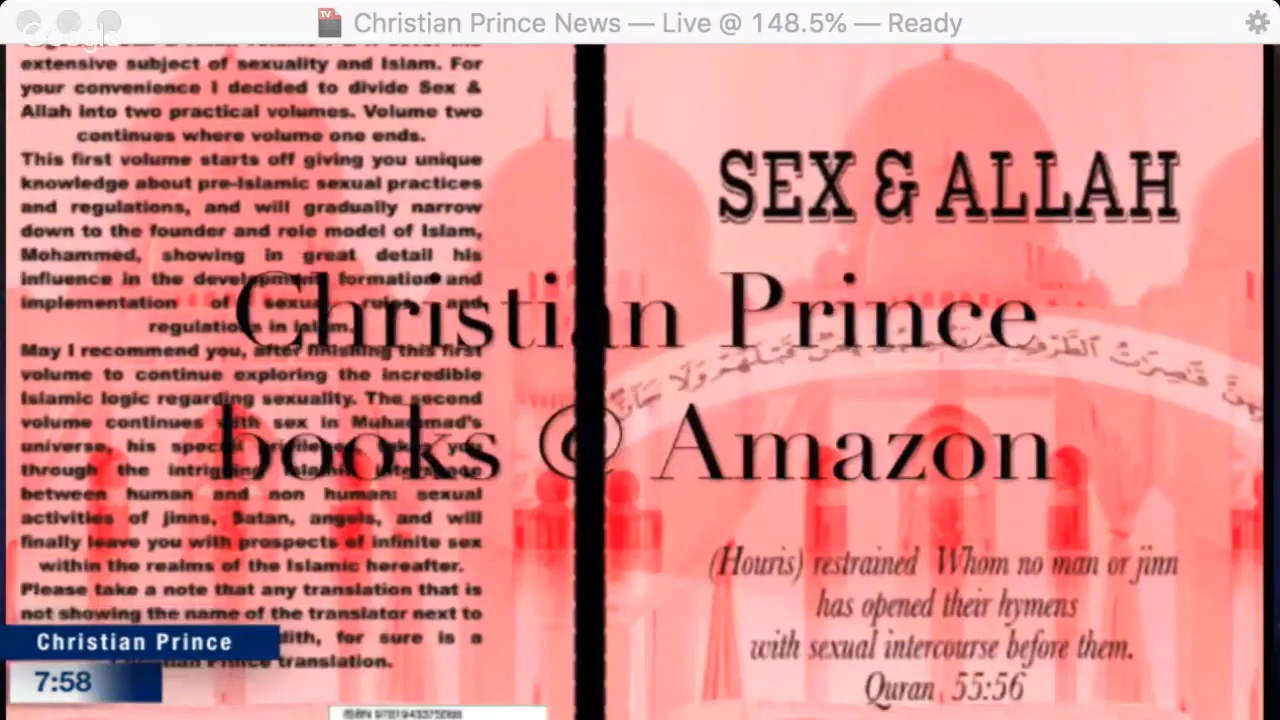 Christian Prince News — Live @ 148.5% — Ready
Google
extensive subject of sexuality and Islam. For
your convenience I decided to divide Sex &
Allah into two practical volumes. Volume two
continues where volume one ends.
This first volume starts off giving you unique
knowledge about pre-Islamic sexual practices
and regulations, and will gradually narrow
down to the founder and role model of Islam,
Mohammed, showing in great detail his
influence in the development formation and
implementation of sexual rules and
regulations in Islam.
May I recommend you, after finishing this first
volume to continue exploring the incredible
Islamic logic regarding sexuality. The second
volume continues with sex in Muhammad's
universe, his special
through the intriguing Islamic
between human and non human: sexual
activities of jinns, Satan, angels, and will
finally leave you with prospects of infinite sex
within the realms of the Islamic hereafter.
Please take a note that any translation that is
not showing the name of the translator next to
for sure is a
Prince translation.
ISBN 9781943375066
SEX & ALLAH
Christian Prince
books @ Amazon
(Houris) restrained Whom no man or jinn
has opened their hymens
with sexual intercourse before them.
Quran 55:56
Christian Prince
7:58